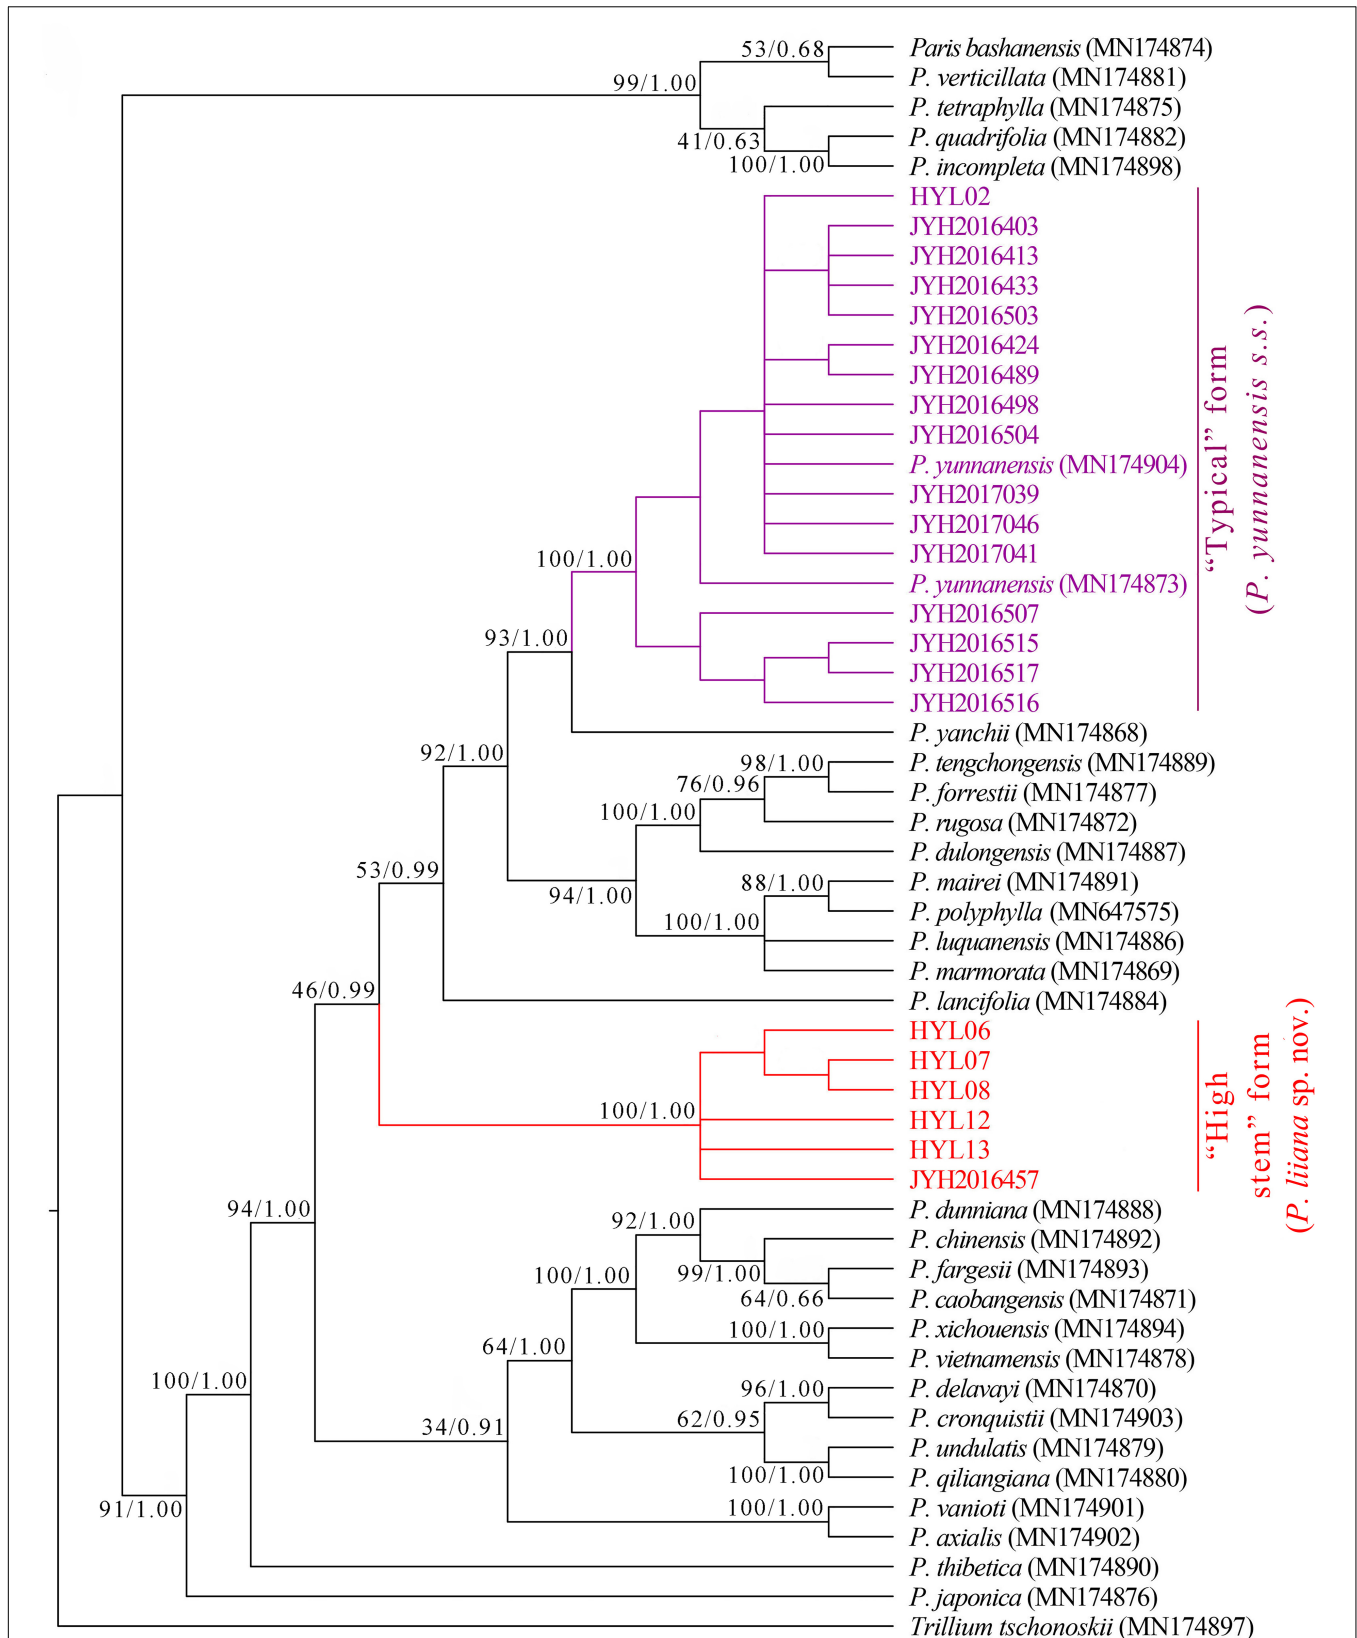 53/0.68
Paris bashanensis (MN174874)
P. verticillata (MN174881)
99/1.00
P. tetraphylla (MN174875)
41/0.63
P. quadrifolia (MN174882)
100/1.00
P. incompleta (MN174898)
HYL02
JYH2016403
JYH2016413
JYH2016433
JYH2016503
JYH2016424
JYH2016489
JYH2016498
JYH2016504
P. yunnanensis (MN174904)
JYH2017039
JYH2017046
JYH2017041
100/1.00
P. yunnanensis (MN174873)
JYH2016507
93/1.00
JYH2016515
JYH2016517
JYH2016516
“Typical” form
(P. yunnanensis s.s.)
P. yanchii (MN174868)
92/1.00
98/1.00
P. tengchongensis (MN174889)
76/0.96
P. forrestii (MN174877)
100/1.00
P. rugosa (MN174872)
P. dulongensis (MN174887)
53/0.99
94/1.00
88/1.00
P. mairei (MN174891)
P. polyphylla (MN647575)
100/1.00
P. luquanensis (MN174886)
P. marmorata (MN174869)
46/0.99
P. lancifolia (MN174884)
HYL06
HYL07
HYL08
100/1.00
HYL12
HYL13
JYH2016457
“High
stem” form
(P. liiana sp. nov.)
94/1.00
92/1.00
P. dunniana (MN174888)
P. chinensis (MN174892)
100/1.00
99/1.00
P. fargesii (MN174893)
64/0.66
P. caobangensis (MN174871)
100/1.00
P. xichouensis (MN174894)
64/1.00
P. vietnamensis (MN174878)
100/1.00
96/1.00
P. delavayi (MN174870)
34/0.91
62/0.95
P. cronquistii (MN174903)
P. undulatis (MN174879)
100/1.00
P. qiliangiana (MN174880)
91/1.00
100/1.00
P. vanioti (MN174901)
P. axialis (MN174902)
P. thibetica (MN174890)
P. japonica (MN174876)
Trillium tschonoskii (MN174897)